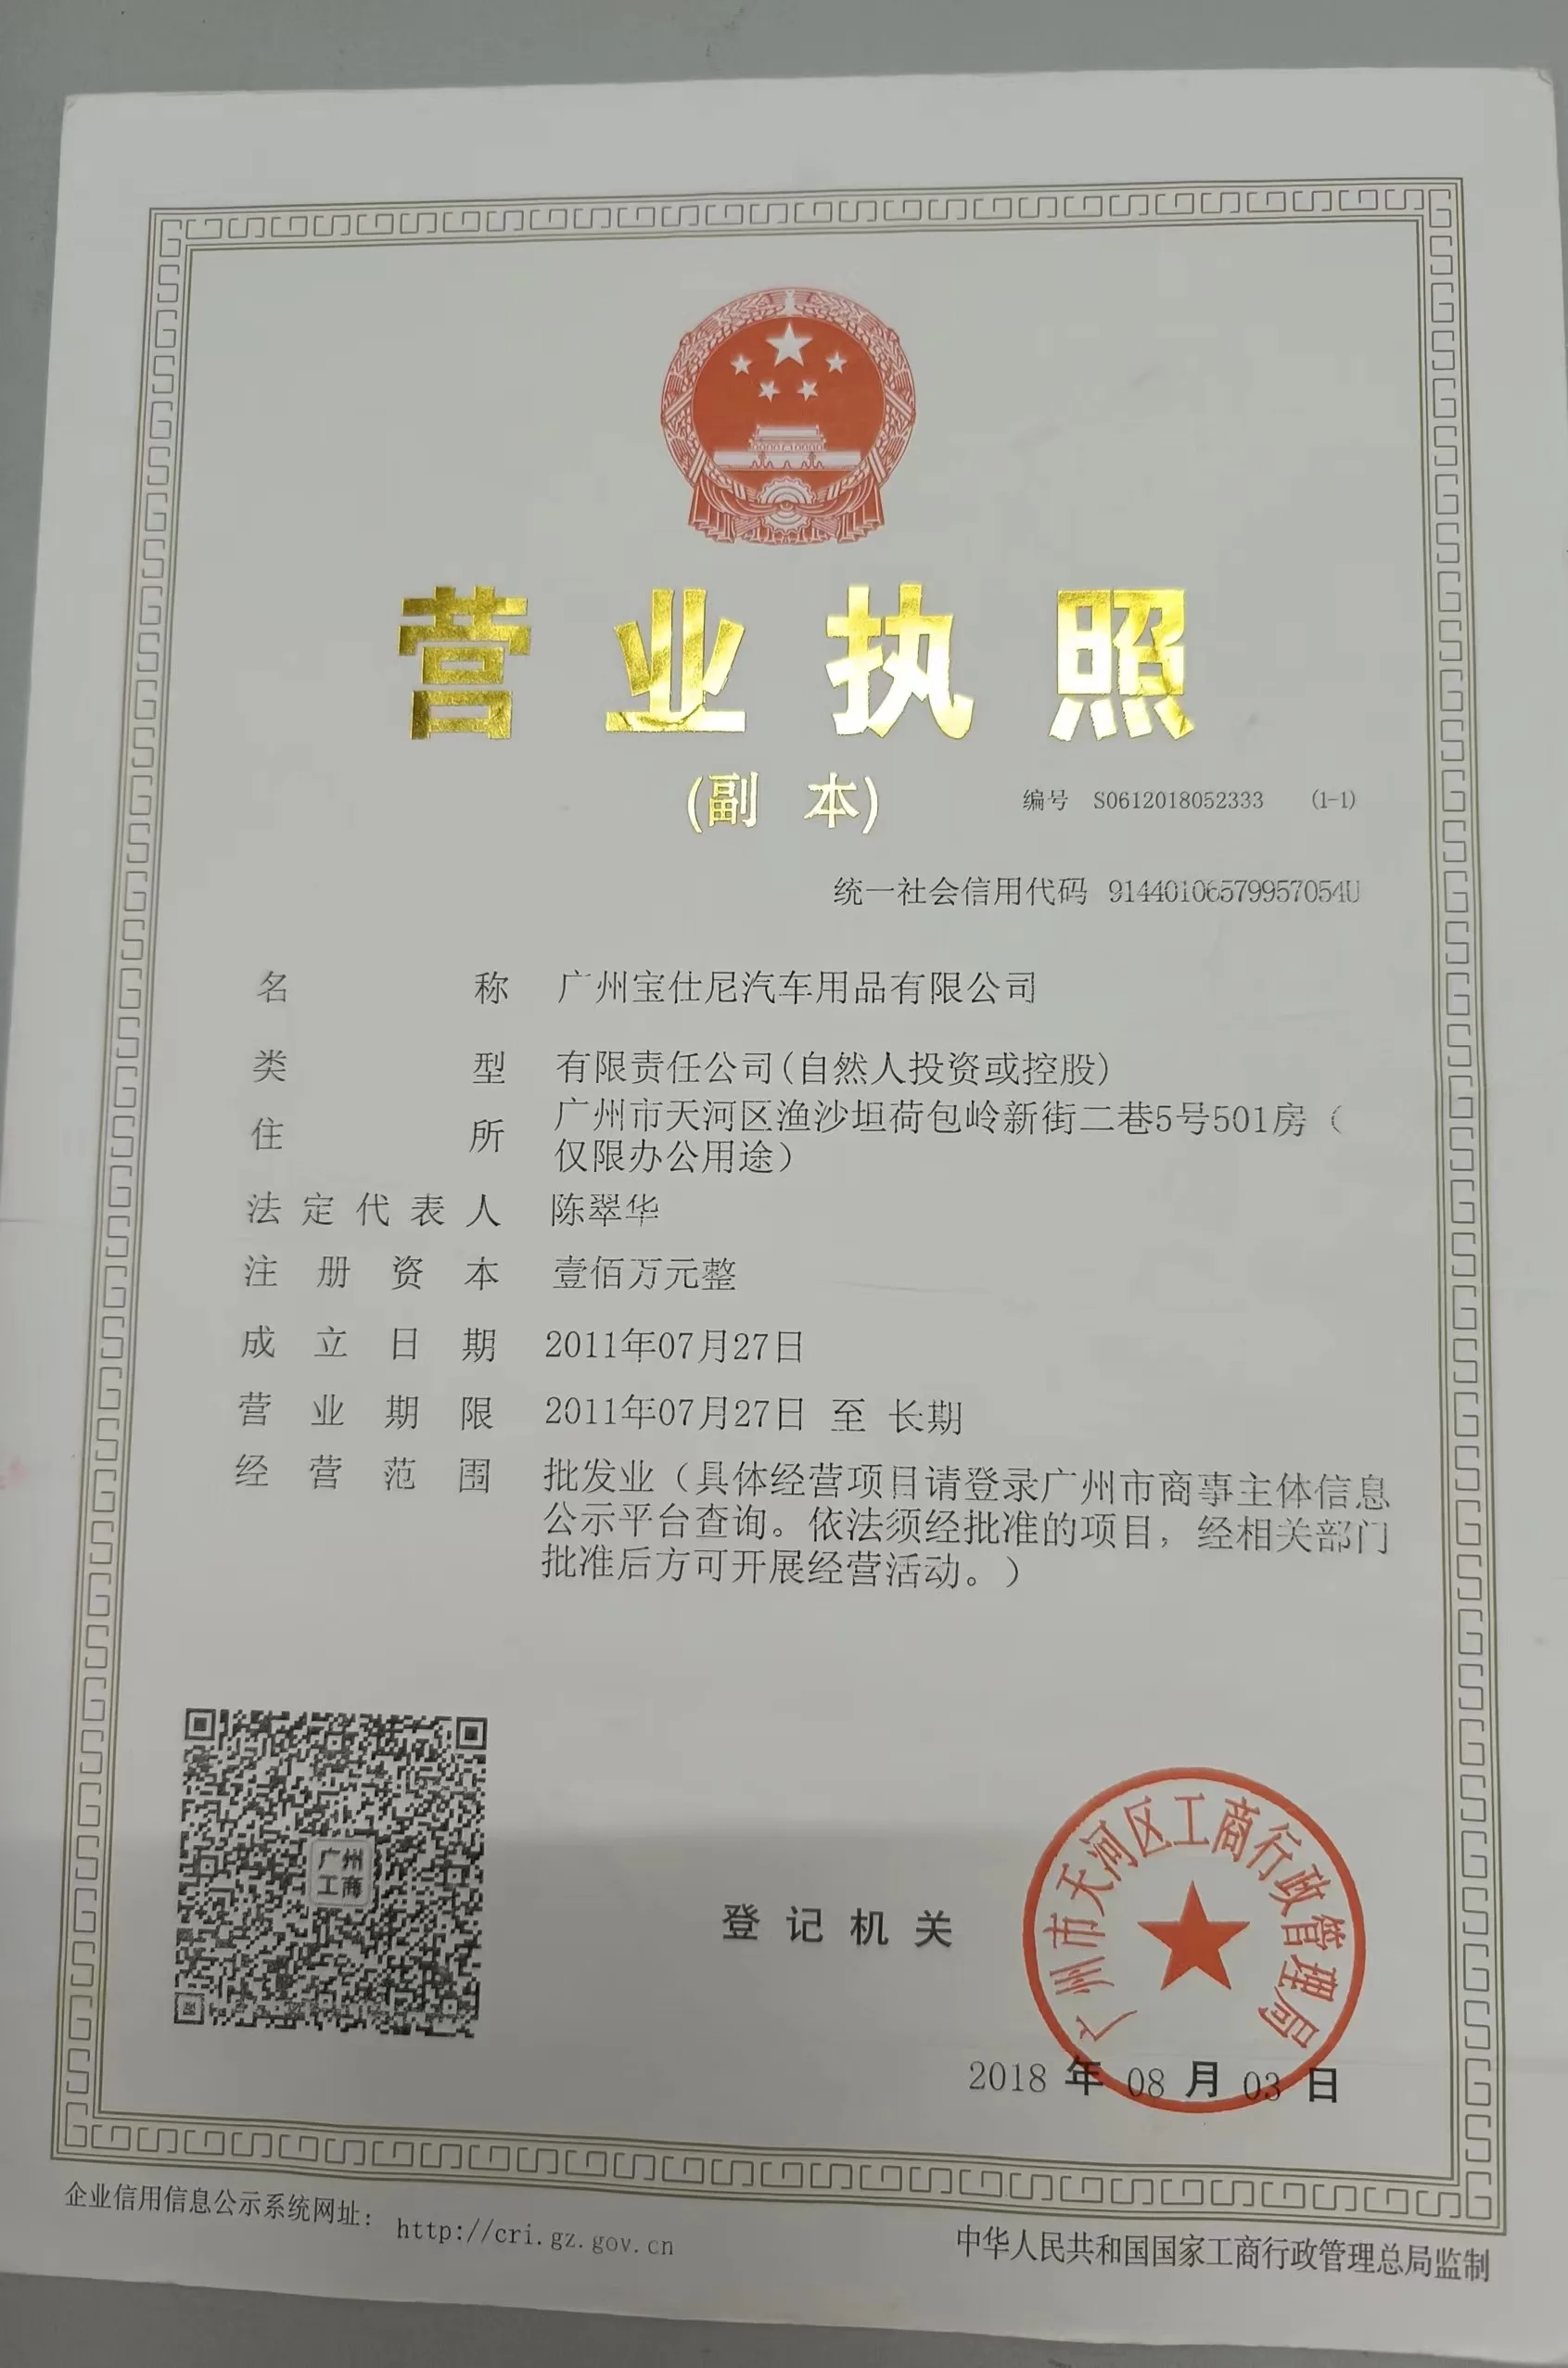 营业执照
(副 本)
编号 S0612018052333 (1-1)
统一社会信用代码 91440106579957054U
名称 广州宝仕尼汽车用品有限公司
类型 有限责任公司(自然人投资或控股)
住所 广州市天河区渔沙坦荷包岭新街二巷5号501房（
仅限办公用途）
法定代表人 陈翠华
注册资本 壹佰万元整
成立日期 2011年07月27日
营业期限 2011年07月27日 至 长期
经营范围 批发业（具体经营项目请登录广州市商事主体信息
公示平台查询。依法须经批准的项目，经相关部门
批准后方可开展经营活动。）
广州
工商
登记机关
广州市天河区工商行政管理局
2018 年 08 月 03 日
企业信用信息公示系统网址： http://cri.gz.gov.cn
中华人民共和国国家工商行政管理总局监制